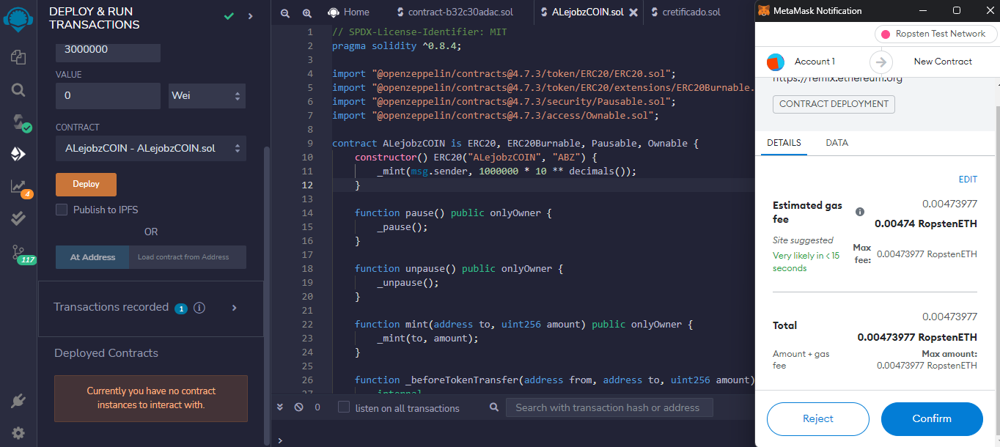 DEPLOY & RUN
TRANSACTIONS
3000000
VALUE
0
Wei
CONTRACT
ALejobzCOIN - ALejobzCOIN.sol
Deploy
Publish to IPFS
OR
At Address
Load contract from Address
Transactions recorded 1 i
Deployed Contracts
Currently you have no contract
instances to interact with.
4
117
Home
contract-b32c30adac.sol
ALejobzCOIN.sol
cretificado.sol
1 // SPDX-License-Identifier: MIT
2 pragma solidity ^0.8.4;
3
4 import "@openzeppelin/contracts@4.7.3/token/ERC20/ERC20.sol";
5 import "@openzeppelin/contracts@4.7.3/token/ERC20/extensions/ERC20Burnable.
6 import "@openzeppelin/contracts@4.7.3/security/Pausable.sol";
7 import "@openzeppelin/contracts@4.7.3/access/Ownable.sol";
8
9 contract ALejobzCOIN is ERC20, ERC20Burnable, Pausable, Ownable {
10 constructor() ERC20("ALejobzCOIN", "ABZ") {
11 _mint(msg.sender, 1000000 * 10 ** decimals());
12 }
13
14 function pause() public onlyOwner {
15 _pause();
16 }
17
18 function unpause() public onlyOwner {
19 _unpause();
20 }
21
22 function mint(address to, uint256 amount) public onlyOwner {
23 _mint(to, amount);
24 }
25
26 function _beforeTokenTransfer(address from, address to, uint256 amount)
27 internal
0
listen on all transactions
Search with transaction hash or address
>
MetaMask Notification
Ropsten Test Network
Account 1
New Contract
https://remix.ethereum.org
CONTRACT DEPLOYMENT
DETAILS
DATA
EDIT
Estimated gas
fee
i
0.00473977
0.00474 RopstenETH
Site suggested
Very likely in < 15
seconds
Max
fee:
0.00473977 RopstenETH
0.00473977
Total
0.00473977 RopstenETH
Amount + gas
fee
Max amount:
0.00473977 RopstenETH
Reject
Confirm